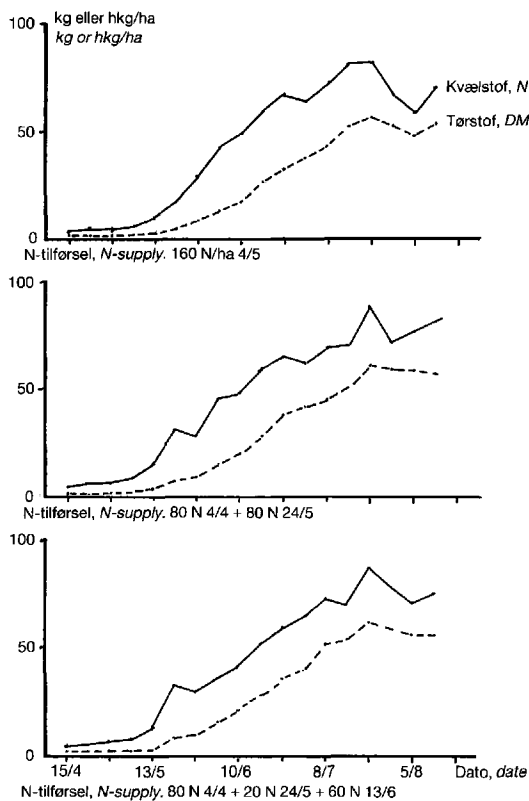 kg eller hkg/ha
kg or hkg/ha
100
Kvælstof, N
Tørstof, DM
50
0
N-tilførsel, N-supply. 160 N/ha 4/5
100
50
0
N-tilførsel, N-supply. 80 N 4/4 + 80 N 24/5
100
50
0
15/4 13/5 10/6 8/7 5/8 Dato, date
N-tilførsel, N-supply. 80 N 4/4 + 20 N 24/5 + 60 N 13/6